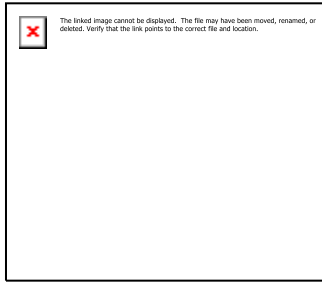 The linked image cannot be displayed. The file may have been moved, renamed, or
deleted. Verify that the link points to the correct file and location.